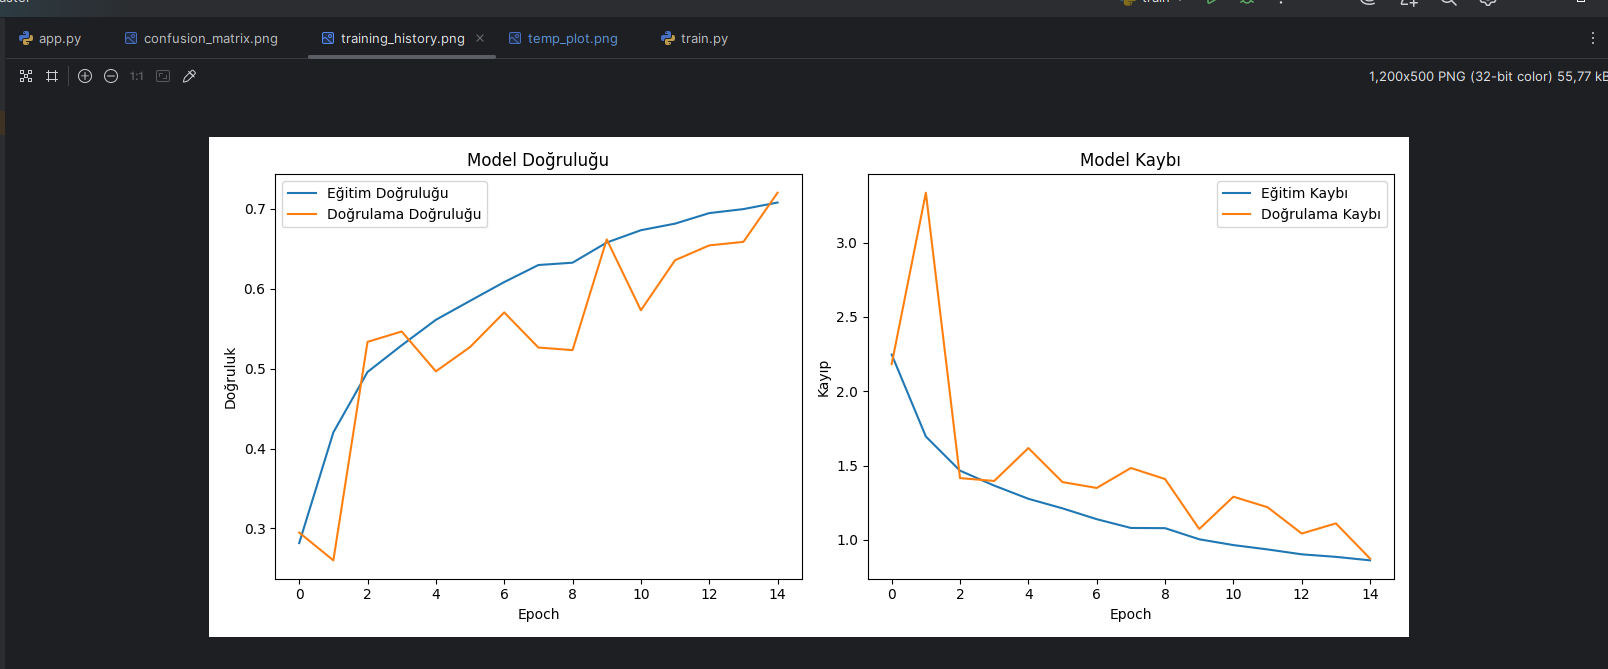 train
app.py confusion_matrix.png training_history.png temp_plot.png train.py
1:1 1,200x500 PNG (32-bit color) 55,77 kB
Model Doğruluğu
Eğitim Doğruluğu
Doğrulama Doğruluğu
Doğruluk
0.7
0.6
0.5
0.4
0.3
0 2 4 6 8 10 12 14
Epoch
Model Kaybı
Eğitim Kaybı
Doğrulama Kaybı
Kayıp
3.0
2.5
2.0
1.5
1.0
0 2 4 6 8 10 12 14
Epoch